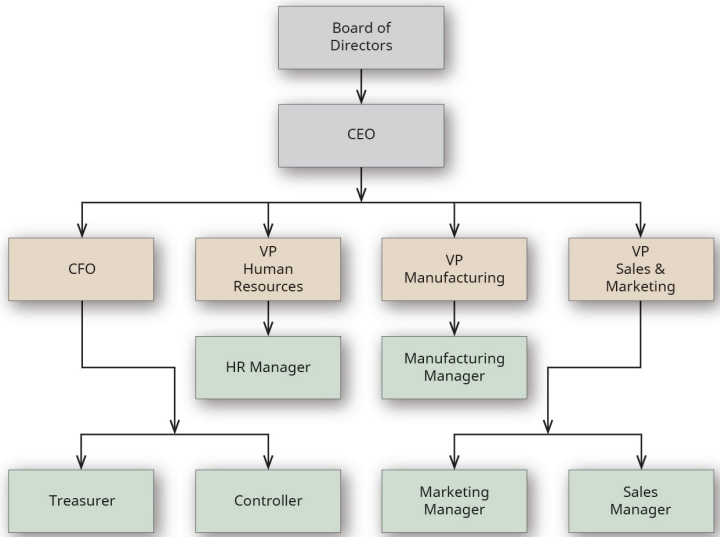 Board of
Directors
CEO
CFO
VP
Human
Resources
VP
Manufacturing
VP
Sales &
Marketing
HR Manager
Manufacturing
Manager
Treasurer
Controller
Marketing
Manager
Sales
Manager